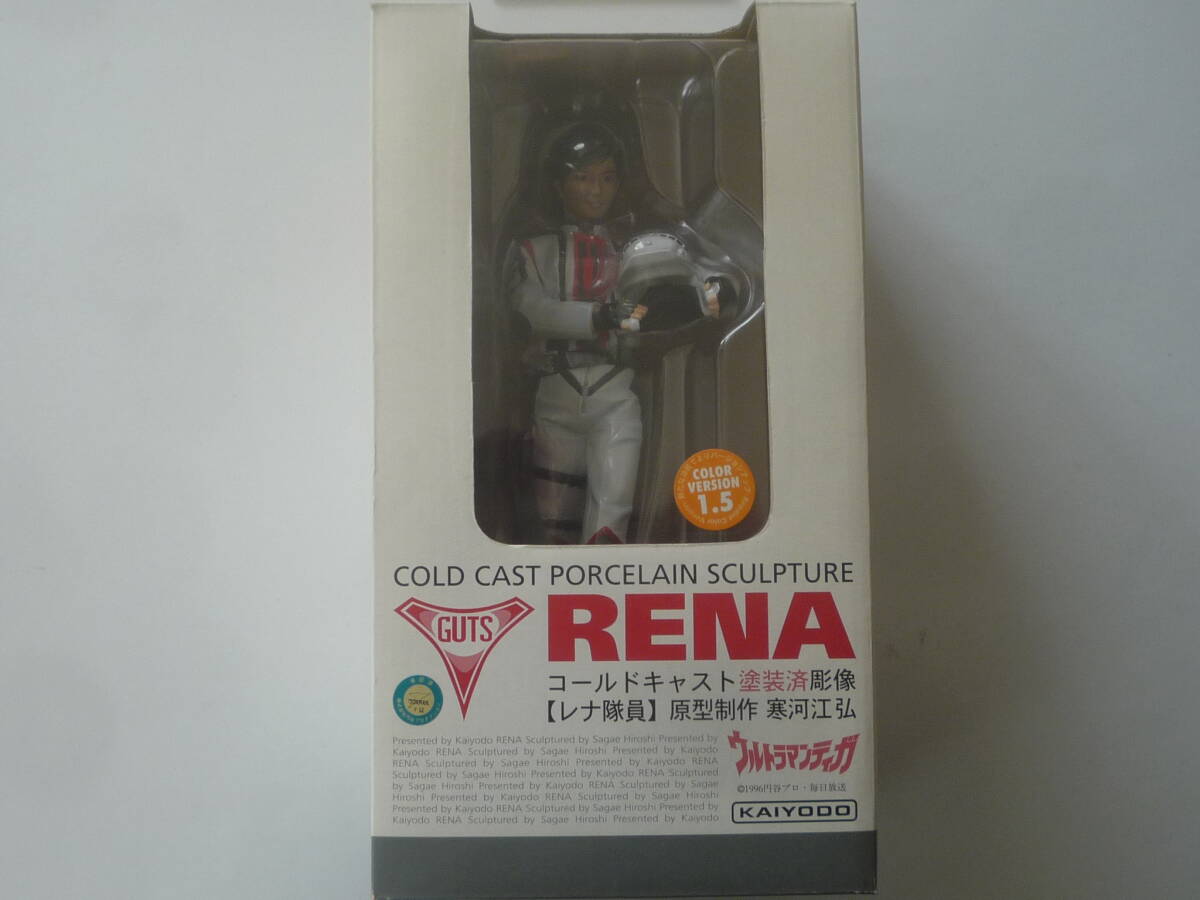 COLOR
VERSION
1.5
COLD CAST PORCELAIN SCULPTURE
GUTS
RENA
コールドキャスト塗装済彫像
【レナ隊員】原型制作 寒河江弘
Presented by Kaiyodo RENA Sculptured by Sagae Hiroshi Presented by
Kaiyodo RENA Sculptured by Sagae Hiroshi Presented by Kaiyodo
RENA Sculptured by Sagae Hiroshi Presented by Kaiyodo RENA
Sculptured by Sagae Hiroshi Presented by Kaiyodo RENA Sculptured
by Sagae Hiroshi Presented by Kaiyodo RENA Sculptured by Sagae
Hiroshi Presented by Kaiyodo RENA Sculptured by Sagae Hiroshi
Presented by Kaiyodo RENA Sculptured by Sagae Hiroshi Presented by
Kaiyodo RENA Sculptured by Sagae Hiroshi Presented by Kaiyodo
ウルトラマンティガ
©1996円谷プロ・毎日放送
KAIYODO